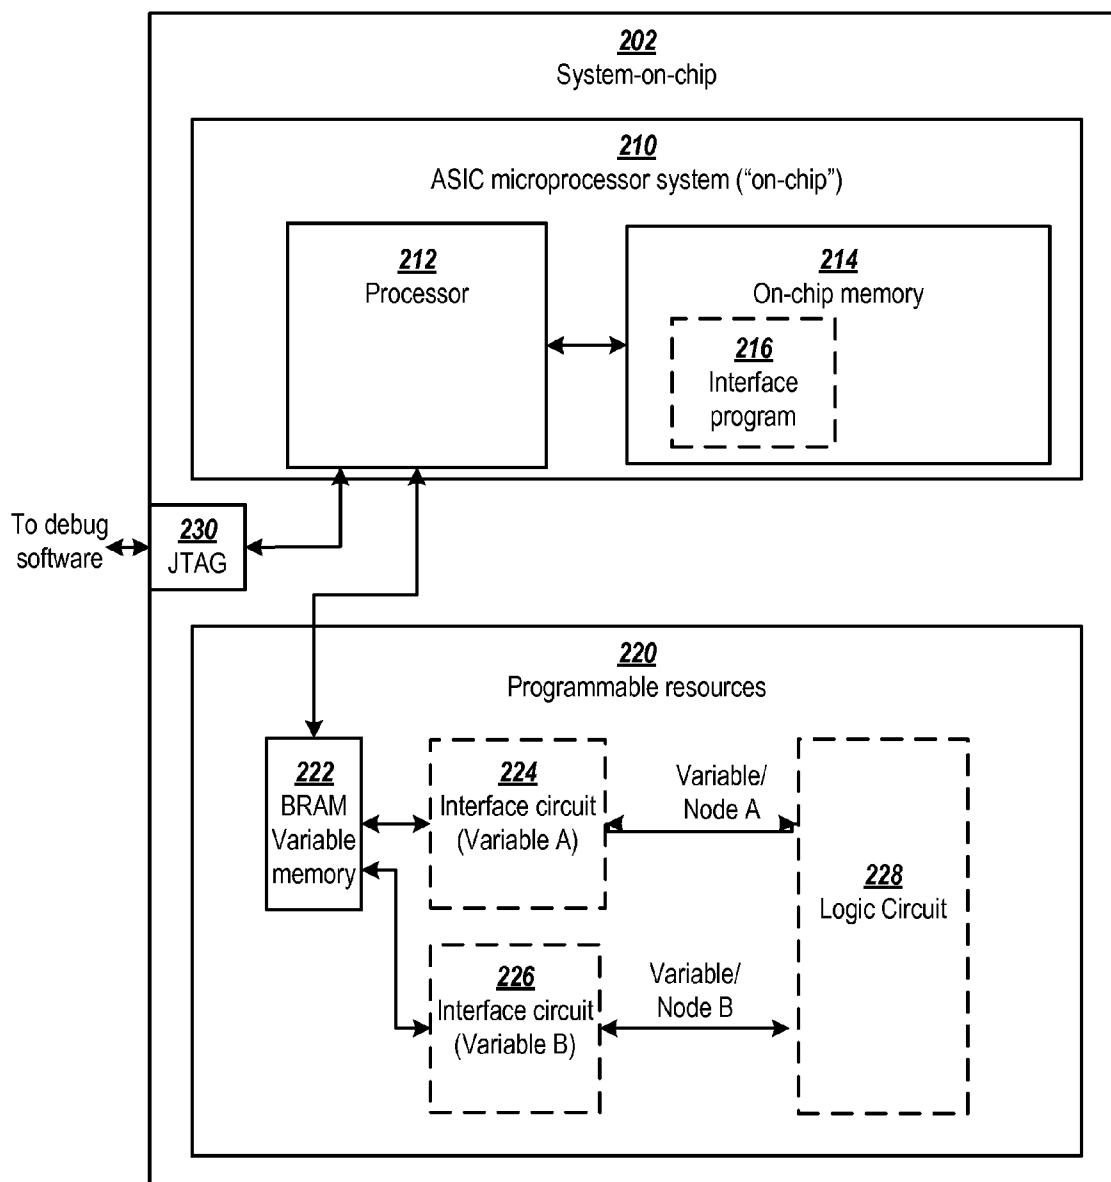 202
System-on-chip
210
ASIC microprocessor system (“on-chip”)
212
Processor
214
On-chip memory
216
Interface
program
To debug
software
230
JTAG
220
Programmable resources
222
BRAM
Variable
memory
224
Interface circuit
(Variable A)
Variable/
Node A
228
Logic Circuit
226
Interface circuit
(Variable B)
Variable/
Node B